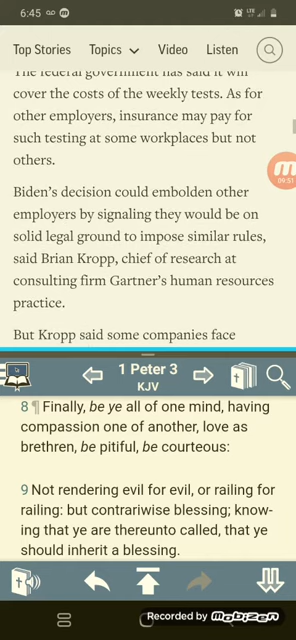 6:45
LTE
Top Stories Topics Video Listen
The federal government has said it will
cover the costs of the weekly tests. As for
other employers, insurance may pay for
such testing at some workplaces but not
others.
09:51
Biden's decision could embolden other
employers by signaling they would be on
solid legal ground to impose similar rules,
said Brian Kropp, chief of research at
consulting firm Gartner's human resources
practice.
But Kropp said some companies face
1 Peter 3
KJV
8 ¶ Finally, be ye all of one mind, having
compassion one of another, love as
brethren, be pitiful, be courteous:
9 Not rendering evil for evil, or railing for
railing: but contrariwise blessing; know-
ing that ye are thereunto called, that ye
should inherit a blessing.
Recorded by mobizen